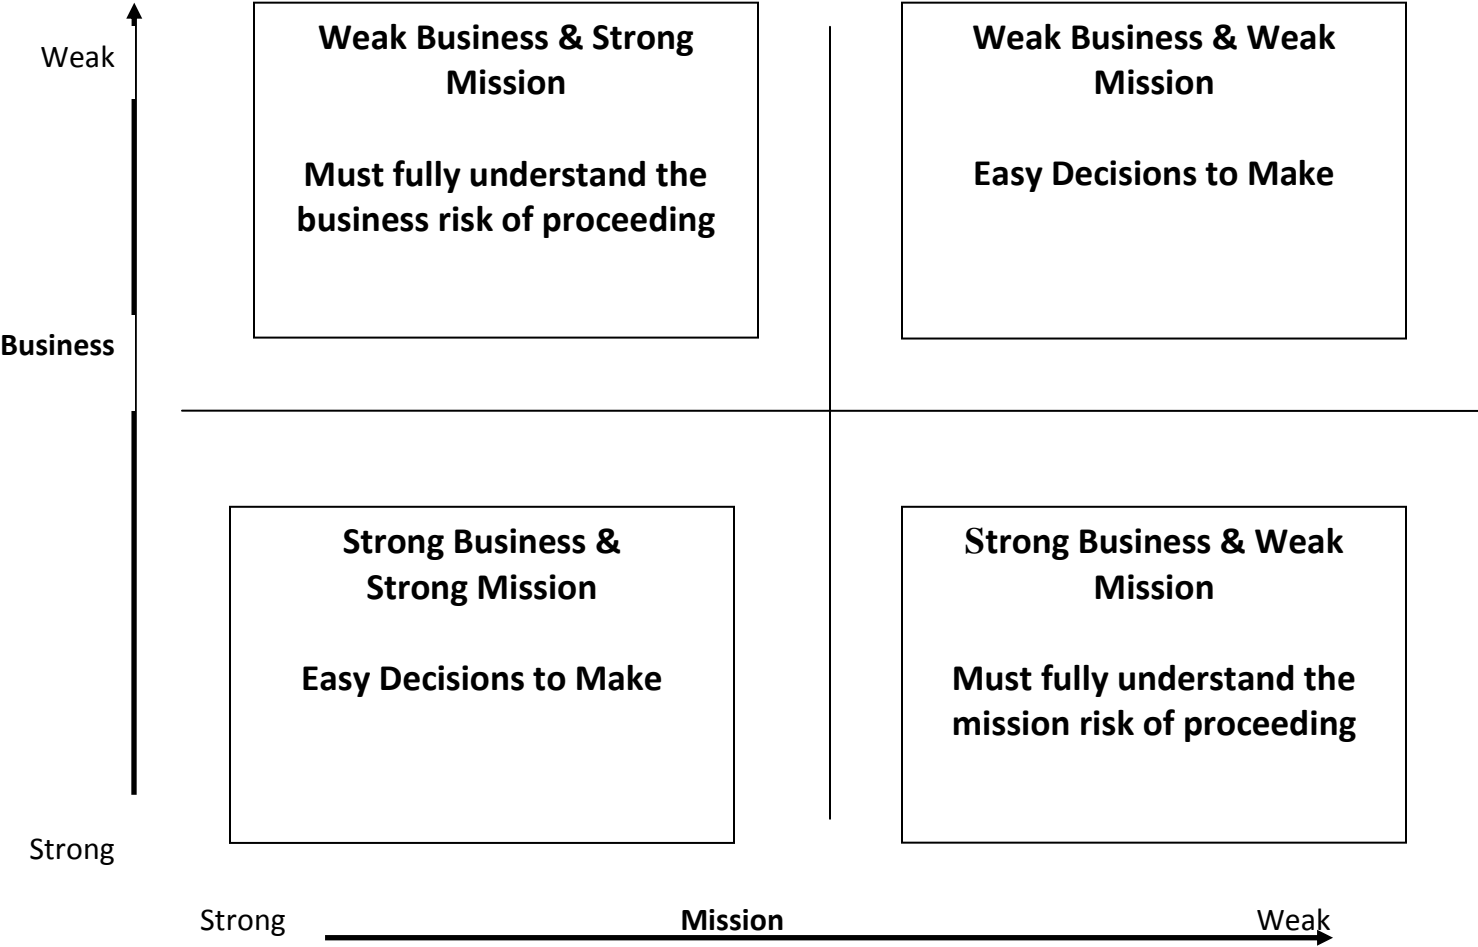 Weak
Weak Business & Strong
Mission
Must fully understand the
business risk of proceeding
Weak Business & Weak
Mission
Easy Decisions to Make
Business
Strong Business &
Strong Mission
Easy Decisions to Make
Strong Business & Weak
Mission
Must fully understand the
mission risk of proceeding
Strong
Strong
Mission
Weak